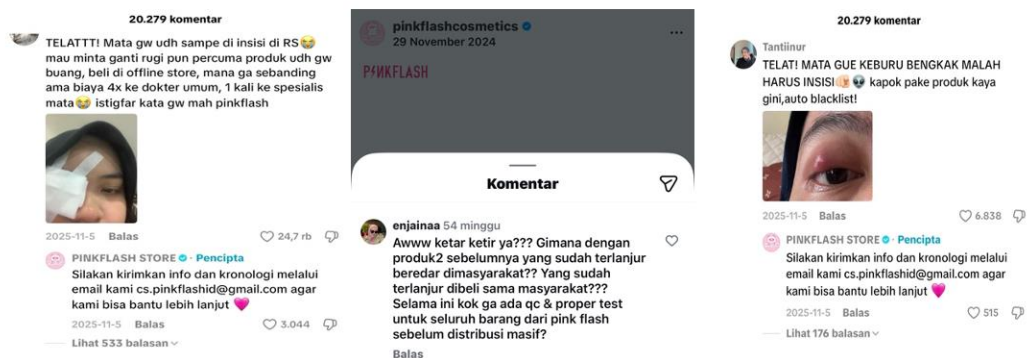 20.279 komentar
TELATTT! Mata gw udh sampe di insisi di RS😭
mau minta ganti rugi pun percuma produk udh gw
buang, beli di offline store, mana ga sebanding
ama biaya 4x ke dokter umum, 1 kali ke spesialis
mata😭 istigfar kata gw mah pinkflash
2025-11-5 Balas 24,7 rb
PINKFLASH STORE · Pencipta
Silakan kirimkan info dan kronologi melalui
email kami cs.pinkflashid@gmail.com agar
kami bisa bantu lebih lanjut 💗
2025-11-5 Balas 3.044
Lihat 533 balasan
pinkflashcosmetics
29 November 2024
PINKFLASH
Komentar
enjainaa 54 minggu
Awww ketar ketir ya??? Gimana dengan
produk2 sebelumnya yang sudah terlanjur
beredar dimasyarakat?? Yang sudah
terlanjur dibeli sama masyarakat???
Selama ini kok ga ada qc & proper test
untuk seluruh barang dari pink flash
sebelum distribusi masif?
Balas
20.279 komentar
Tantiinur
TELAT! MATA GUE KEBURU BENGKAK MALAH
HARUS INSISI🫵🏻👽 kapok pake produk kaya
gini,auto blacklist!
2025-11-5 Balas 6.838
PINKFLASH STORE · Pencipta
Silakan kirimkan info dan kronologi melalui
email kami cs.pinkflashid@gmail.com agar
kami bisa bantu lebih lanjut 💗
2025-11-5 Balas 515
Lihat 176 balasan